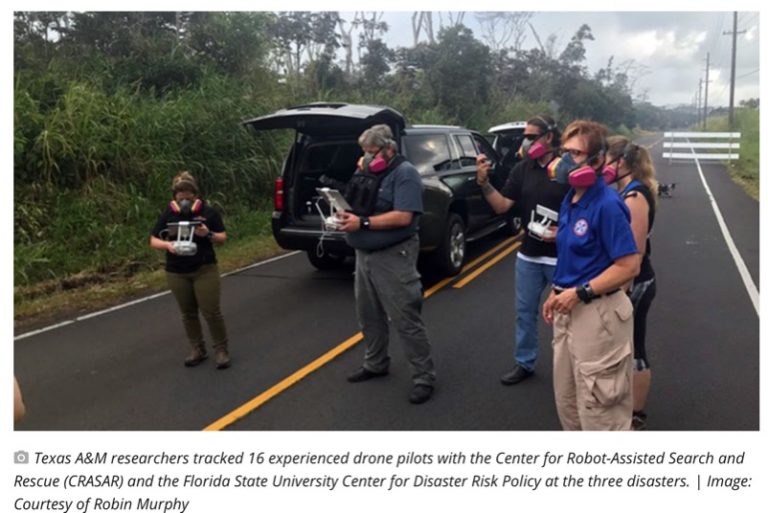 Texas A&M researchers tracked 16 experienced drone pilots with the Center for Robot-Assisted Search and
Rescue (CRASAR) and the Florida State University Center for Disaster Risk Policy at the three disasters. | Image:
Courtesy of Robin Murphy